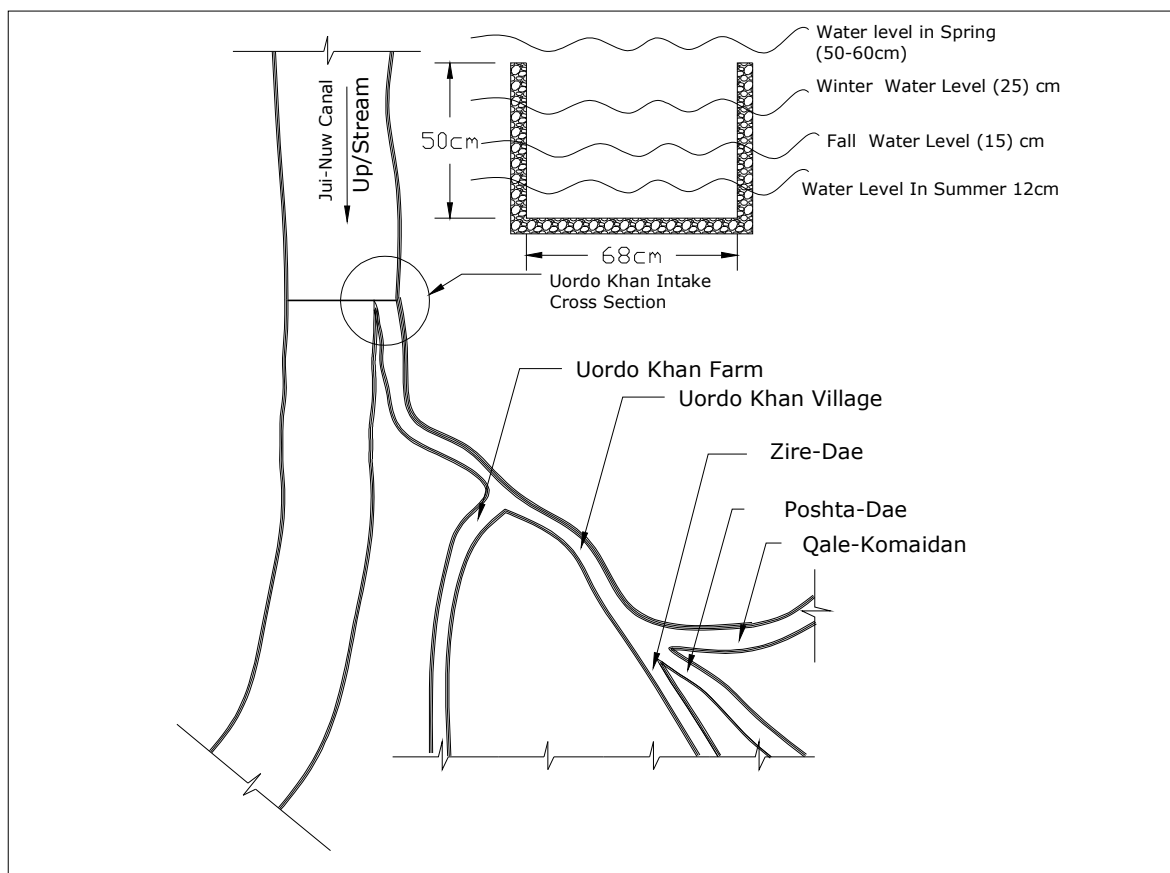 Water level in Spring
(50-60cm)
Winter  Water Level (25) cm
Fall  Water Level (15) cm
Water Level In Summer 12cm
50cm
68cm
Jui-Nuw Canal
Up/Stream
Uordo Khan Intake
Cross Section
Uordo Khan Farm
Uordo Khan Village
Zire-Dae
Poshta-Dae
Qale-Komaidan